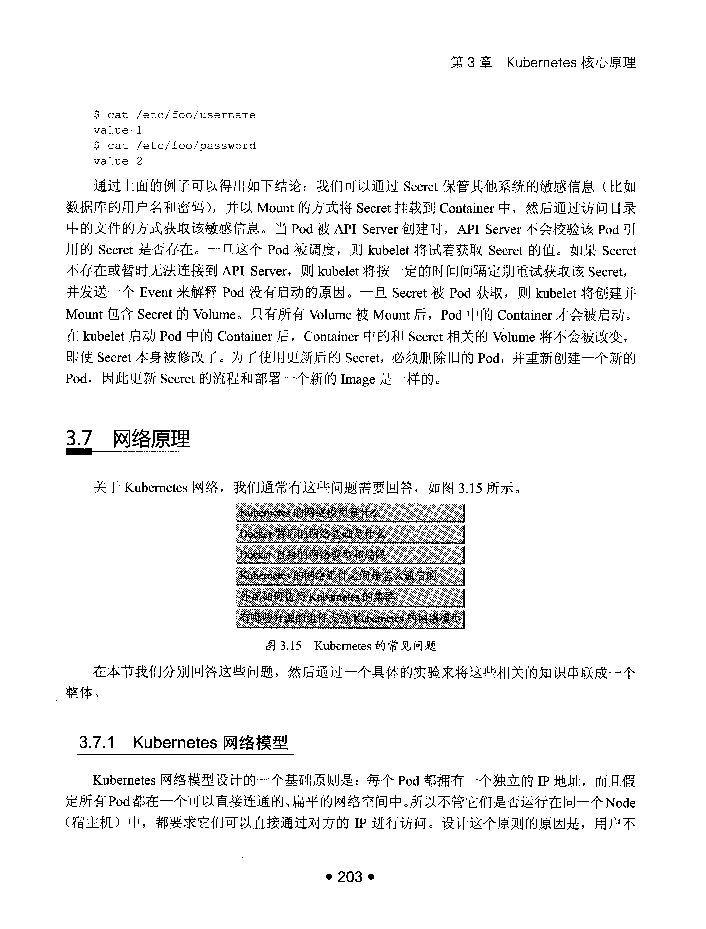 第 3 章 Kubernetes 核心原理
$ cat /etc/foo/username
value-1
$ cat /etc/foo/password
value-2
通过上面的例子可以得出如下结论：我们可以通过 Secret 保管其他系统的敏感信息（比如
数据库的用户名和密码），并以 Mount 的方式将 Secret 挂载到 Container 中，然后通过访问目录
中的文件的方式获取该敏感信息。当 Pod 被 API Server 创建时，API Server 不会校验该 Pod 引
用的 Secret 是否存在。一旦这个 Pod 被调度，则 kubelet 将试着获取 Secret 的值。如果 Secret
不存在或暂时无法连接到 API Server，则 kubelet 将按一定的时间间隔定期重试获取该 Secret，
并发送一个 Event 来解释 Pod 没有启动的原因。一旦 Secret 被 Pod 获取，则 kubelet 将创建并
Mount 包含 Secret 的 Volume。只有所有 Volume 被 Mount 后，Pod 中的 Container 才会被启动。
在 kubelet 启动 Pod 中的 Container 后，Container 中的和 Secret 相关的 Volume 将不会被改变，
即使 Secret 本身被修改了。为了使用更新后的 Secret，必须删除旧的 Pod，并重新创建一个新的
Pod，因此更新 Secret 的流程和部署一个新的 Image 是一样的。
3.7 网络原理
关于 Kubernetes 网络，我们通常有这些问题需要回答，如图 3.15 所示。
Kubernetes 的网络模型是什么
Docker 背后的网络基础是什么
图 3.15 Kubernetes 的常见问题
在本节我们分别回答这些问题，然后通过一个具体的实验来将这些相关的知识串联成一个
整体。
3.7.1 Kubernetes 网络模型
Kubernetes 网络模型设计的一个基础原则是：每个 Pod 都拥有一个独立的 IP 地址，而且假
定所有 Pod 都在一个可以直接连通的、扁平的网络空间中。所以不管它们是否运行在同一个 Node
（宿主机）中，都要求它们可以直接通过对方的 IP 进行访问。设计这个原则的原因是，用户不
• 203 •